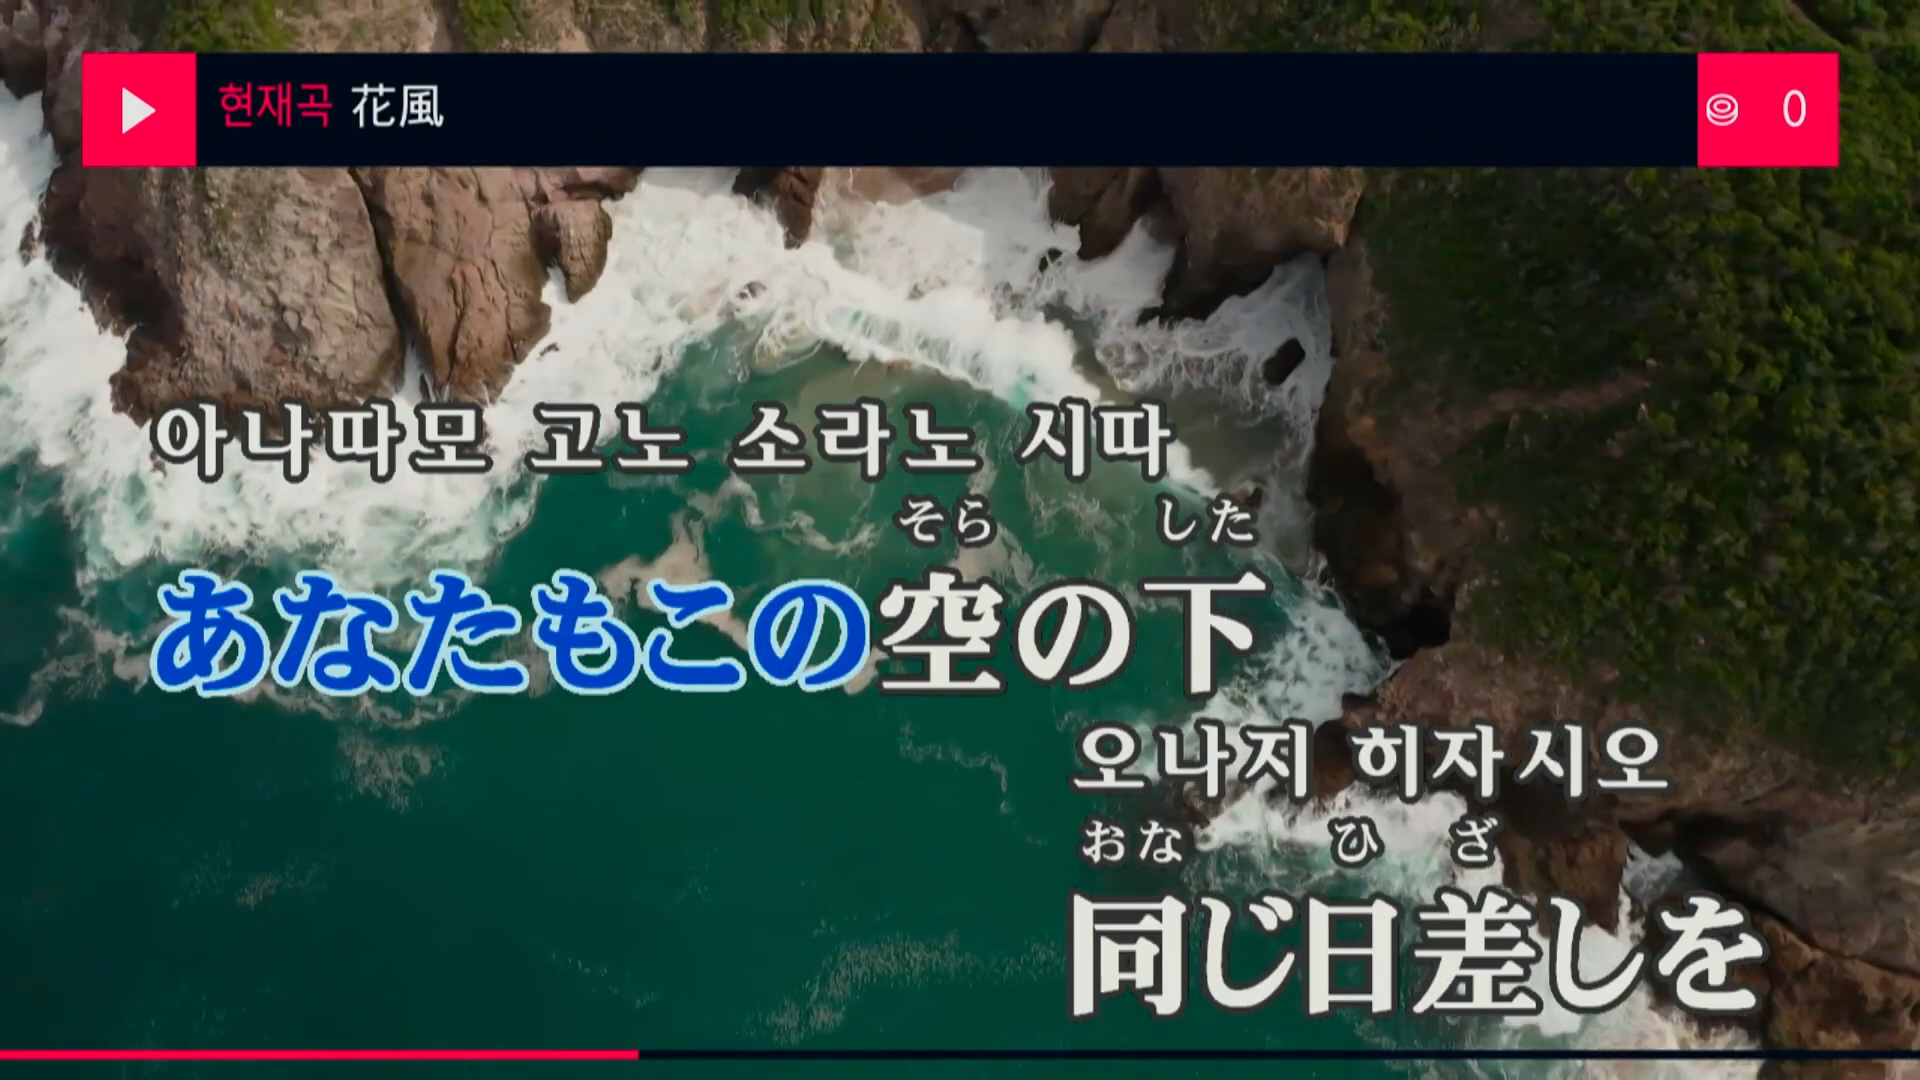 현재곡 花風 0
아나따모 고노 소라노 시따
そら した
あなたもこの空の下
오나지 히자시오
おな ひ ざ
同じ日差しを